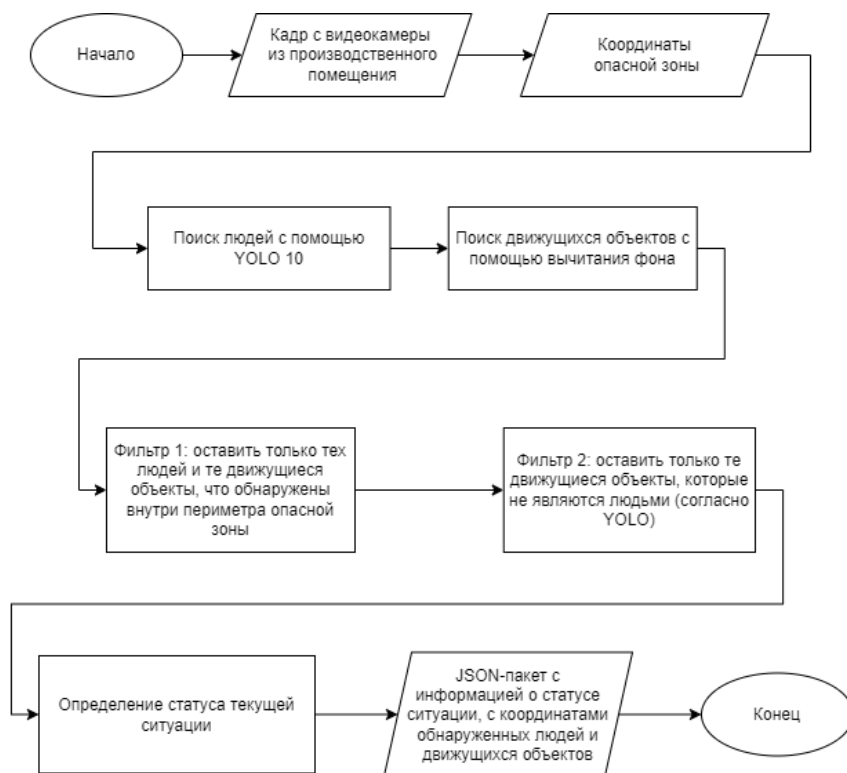 Начало
Кадр с видеокамеры
из производственного
помещения
Координаты
опасной зоны
Поиск людей с помощью
YOLO 10
Поиск движущихся объектов с
помощью вычитания фона
Фильтр 1: оставить только тех
людей и те движущиеся
объекты, что обнаружены
внутри периметра опасной
зоны
Фильтр 2: оставить только те
движущиеся объекты, которые
не являются людьми (согласно
YOLO)
Определение статуса текущей
ситуации
JSON-пакет с
информацией о статусе
ситуации, с координатами
обнаруженных людей и
движущихся объектов
Конец